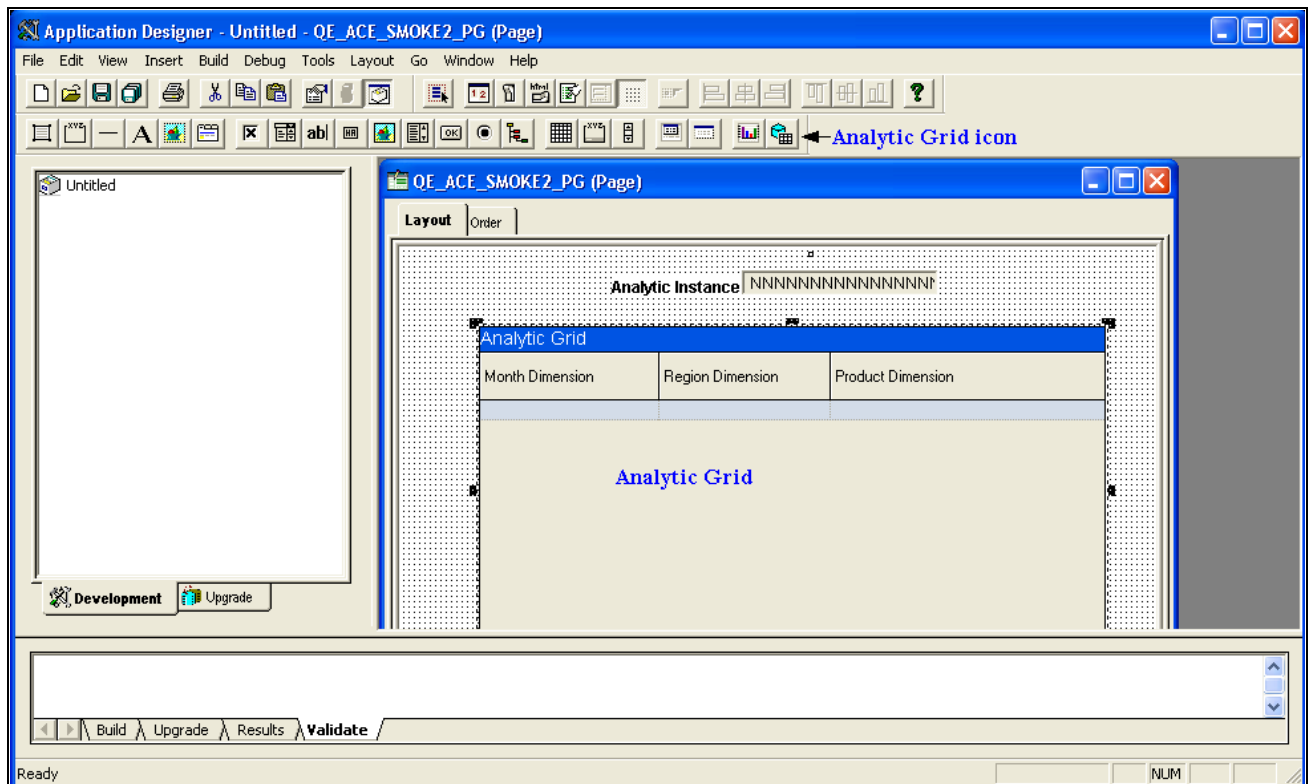 Application Designer - Untitled - QE_ACE_SMOKE2_PG (Page)
File Edit View Insert Build Debug Tools Layout Go Window Help
Analytic Grid icon
Untitled
QE_ACE_SMOKE2_PG (Page)
Layout Order
Analytic Instance
Analytic Grid
Month Dimension Region Dimension Product Dimension
Analytic Grid
Development Upgrade
Build Upgrade Results Validate
Ready NUM